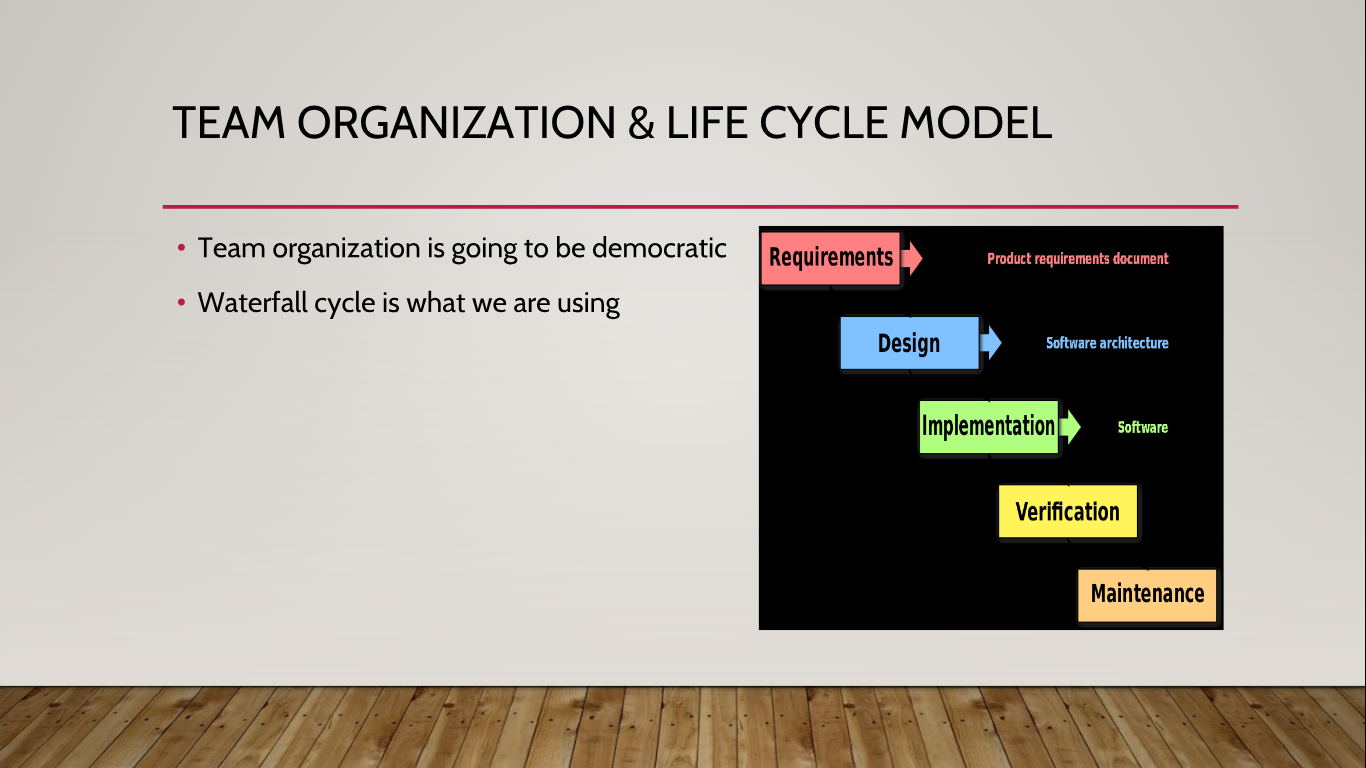 TEAM ORGANIZATION & LIFE CYCLE MODEL
• Team organization is going to be democratic
• Waterfall cycle is what we are using
Requirements
Product requirements document
Design
Software architecture
Implementation
Software
Verification
Maintenance